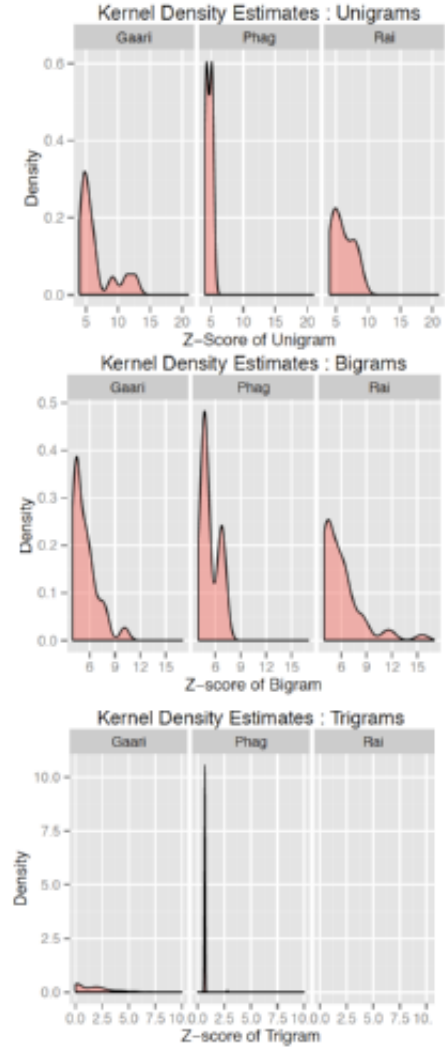 Kernel Density Estimates : Unigrams
Gaari Phag Rai
0.6
0.4
0.2
0.0
Density
5 10 15 20 5 10 15 20 5 10 15 20
Z-Score of Unigram
Kernel Density Estimates : Bigrams
Gaari Phag Rai
0.5
0.4
0.3
0.2
0.1
0.0
Density
6 9 12 15 6 9 12 15 6 9 12 15
Z-score of Bigram
Kernel Density Estimates : Trigrams
Gaari Phag Rai
10.0
7.5
5.0
2.5
0.0
Density
0.0 2.5 5.0 7.5 10.0 0.0 2.5 5.0 7.5 10.0 0.0 2.5 5.0 7.5 10.
Z-score of Trigram